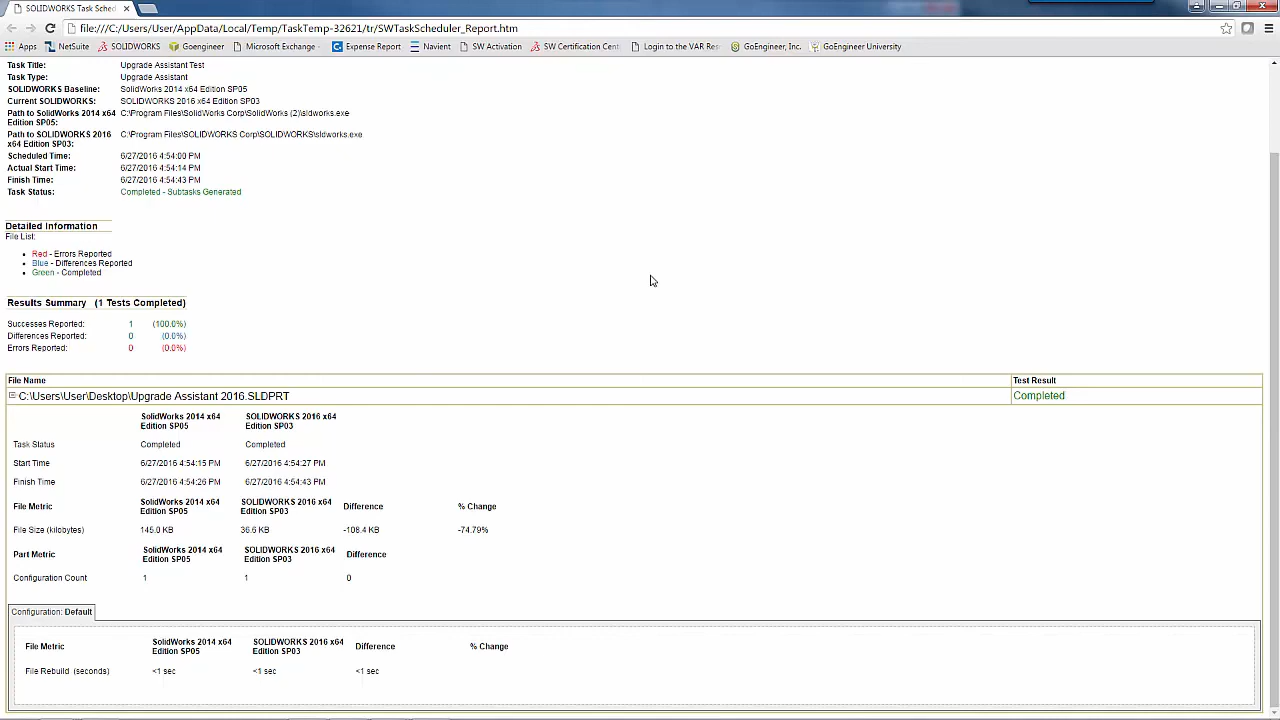 SOLIDWORKS Task Sched
file:///C:/Users/User/AppData/Local/Temp/TaskTemp-32621/tr/SWTaskScheduler_Report.htm
Apps NetSuite SOLIDWORKS Goengineer Microsoft Exchange Expense Report Navient SW Activation SW Certification Cent Login to the VAR Res GoEngineer, Inc. GoEngineer University
Task Title: Upgrade Assistant Test
Task Type: Upgrade Assistant
SOLIDWORKS Baseline: SolidWorks 2014 x64 Edition SP05
Current SOLIDWORKS: SOLIDWORKS 2016 x64 Edition SP03
Path to SolidWorks 2014 x64 C:\Program Files\SolidWorks Corp\SolidWorks (2)\sldworks.exe
Edition SP05:
Path to SOLIDWORKS 2016 C:\Program Files\SOLIDWORKS Corp\SOLIDWORKS\sldworks.exe
x64 Edition SP03:
Scheduled Time: 6/27/2016 4:54:00 PM
Actual Start Time: 6/27/2016 4:54:14 PM
Finish Time: 6/27/2016 4:54:43 PM
Task Status: Completed - Subtasks Generated
Detailed Information
File List:
• Red - Errors Reported
• Blue - Differences Reported
• Green - Completed
Results Summary (1 Tests Completed)
Successes Reported: 1 (100.0%)
Differences Reported: 0 (0.0%)
Errors Reported: 0 (0.0%)
File Name Test Result
C:\Users\User\Desktop\Upgrade Assistant 2016.SLDPRT Completed
SolidWorks 2014 x64 SOLIDWORKS 2016 x64
Edition SP05 Edition SP03
Task Status Completed Completed
Start Time 6/27/2016 4:54:15 PM 6/27/2016 4:54:27 PM
Finish Time 6/27/2016 4:54:26 PM 6/27/2016 4:54:43 PM
File Metric SolidWorks 2014 x64 Edition SP05 SOLIDWORKS 2016 x64 Edition SP03 Difference % Change
File Size (kilobytes) 145.0 KB 36.6 KB -108.4 KB -74.79%
Part Metric SolidWorks 2014 x64 Edition SP05 SOLIDWORKS 2016 x64 Edition SP03 Difference
Configuration Count 1 1 0
Configuration: Default
File Metric SolidWorks 2014 x64 Edition SP05 SOLIDWORKS 2016 x64 Edition SP03 Difference % Change
File Rebuild (seconds) <1 sec <1 sec <1 sec